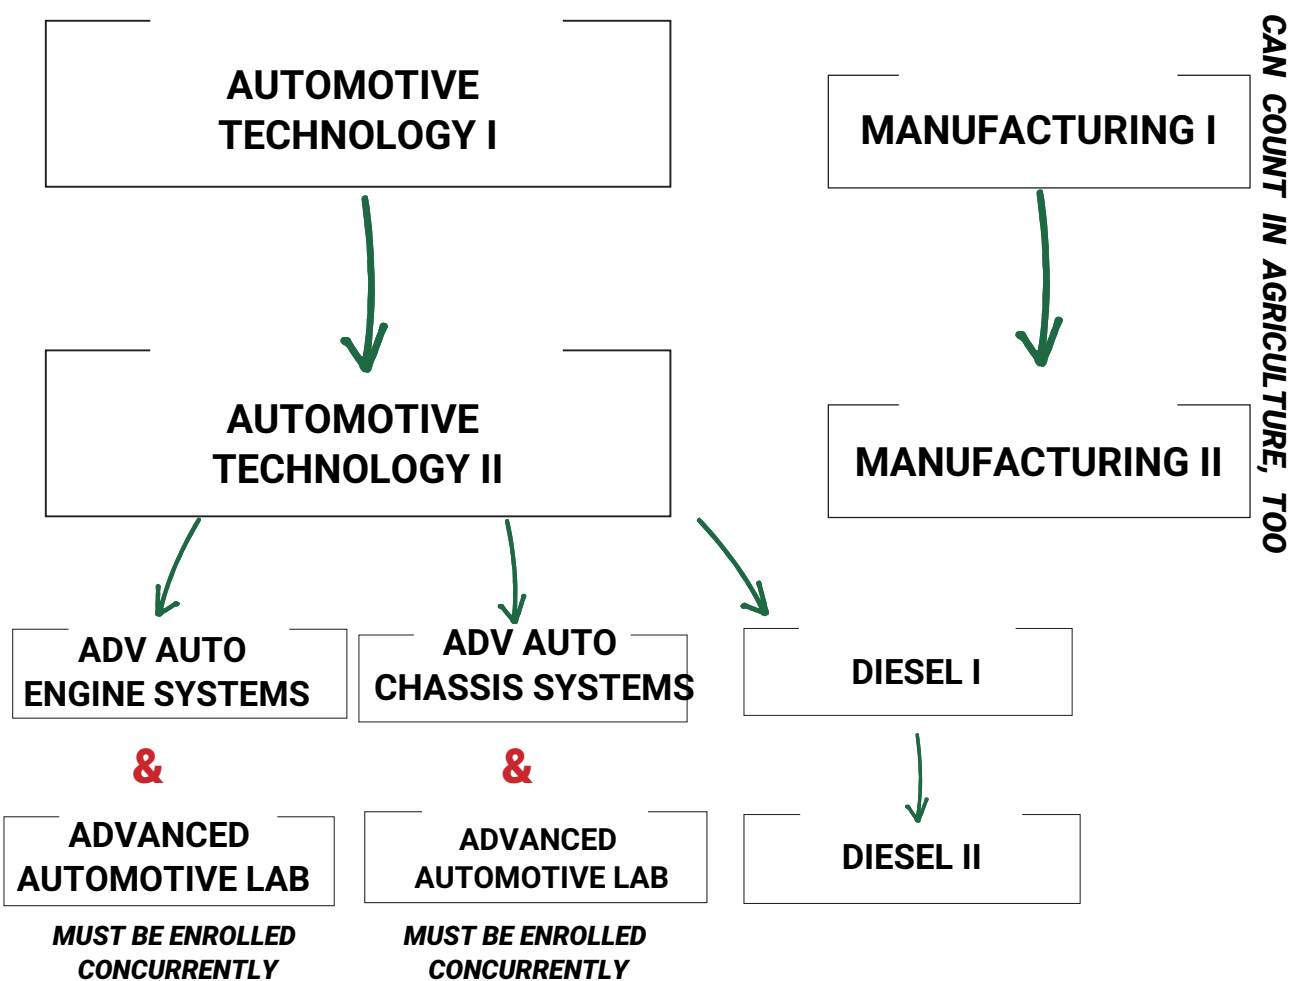 AUTOMOTIVE
TECHNOLOGY I
MANUFACTURING I
CAN COUNT IN AGRICULTURE, TOO
AUTOMOTIVE
TECHNOLOGY II
MANUFACTURING II
ADV AUTO
ENGINE SYSTEMS
ADV AUTO
CHASSIS SYSTEMS
DIESEL I
&
&
ADVANCED
AUTOMOTIVE LAB
ADVANCED
AUTOMOTIVE LAB
DIESEL II
MUST BE ENROLLED
CONCURRENTLY
MUST BE ENROLLED
CONCURRENTLY